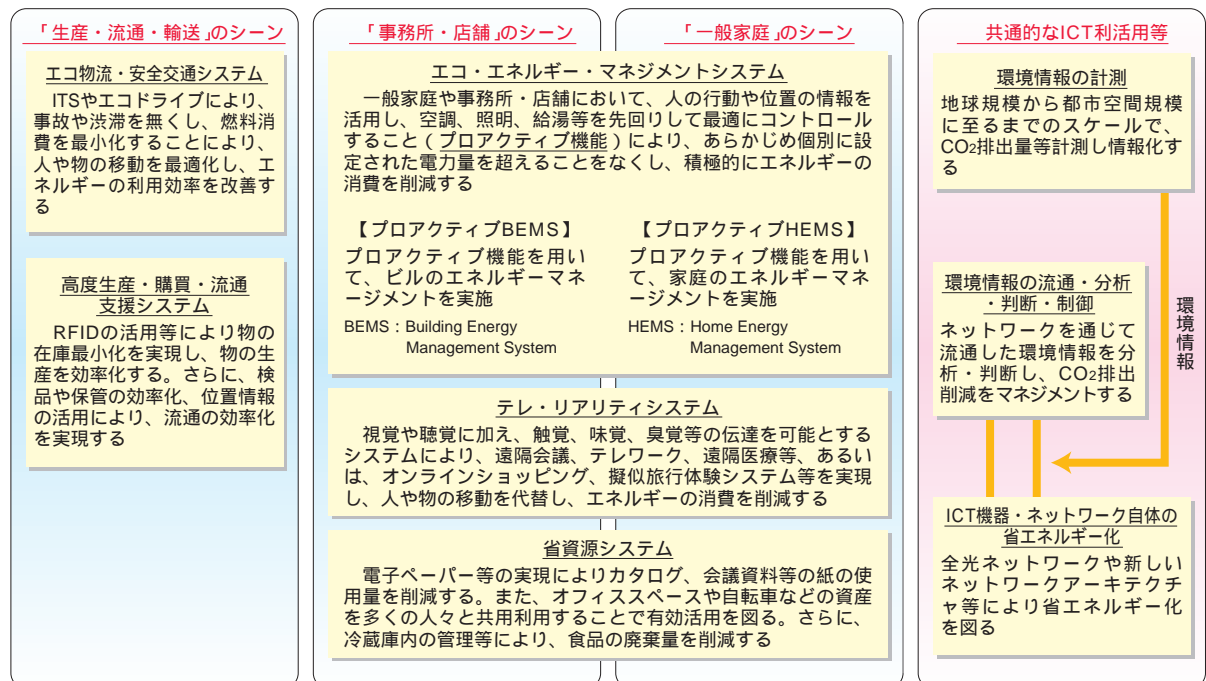 「生産・流通・輸送」のシーン
エコ物流・安全交通システム
ITSやエコドライブにより、
事故や渋滞を無くし、燃料消
費を最小化することにより、
人や物の移動を最適化し、エ
ネルギーの利用効率を改善す
る
高度生産・購買・流通
支援システム
RFIDの活用等により物の
在庫最小化を実現し、物の生
産を効率化する。さらに、検
品や保管の効率化、位置情報
の活用により、流通の効率化
を実現する
「事務所・店舗」のシーン
「一般家庭」のシーン
エコ・エネルギー・マネジメントシステム
一般家庭や事務所・店舗において、人の行動や位置の情報を
活用し、空調、照明、給湯等を先回りして最適にコントロール
すること(プロアクティブ機能)により、あらかじめ個別に設
定された電力量を超えることをなくし、積極的にエネルギーの
消費を削減する
【プロアクティブBEMS】
プロアクティブ機能を用い
て、ビルのエネルギーマネ
ージメントを実施
BEMS：Building Energy
Management System
【プロアクティブHEMS】
プロアクティブ機能を用い
て、家庭のエネルギーマネ
ージメントを実施
HEMS：Home Energy
Management System
テレ・リアリティシステム
視覚や聴覚に加え、触覚、味覚、臭覚等の伝達を可能とする
システムにより、遠隔会議、テレワーク、遠隔医療等、あるい
は、オンラインショッピング、擬似旅行体験システム等を実現
し、人や物の移動を代替し、エネルギーの消費を削減する
省資源システム
電子ペーパー等の実現によりカタログ、会議資料等の紙の使
用量を削減する。また、オフィススペースや自転車などの資産
を多くの人々と共用利用することで有効活用を図る。さらに、
冷蔵庫内の管理等により、食品の廃棄量を削減する
共通的なICT利活用等
環境情報の計測
地球規模から都市空間規模
に至るまでのスケールで、
CO2排出量等計測し情報化す
る
環境情報の流通・分析
・判断・制御
ネットワークを通じて
流通した環境情報を分
析・判断し、CO2排出
削減をマネジメントする
環境情報
ICT機器・ネットワーク自体の
省エネルギー化
全光ネットワークや新しい
ネットワークアーキテクチ
ャ等により省エネルギー化
を図る